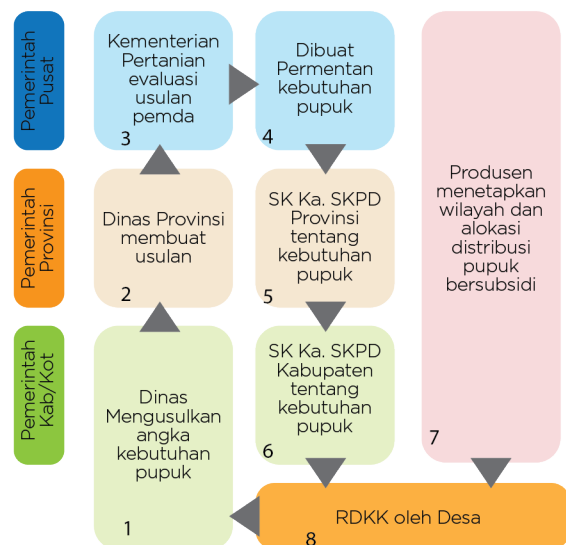 Pemerintah
Pusat
Kementerian
Pertanian
evaluasi
usulan
pemda
3
Dibuat
Permentan
kebutuhan
pupuk
4
Pemerintah
Provinsi
Dinas Provinsi
membuat
usulan
2
SK Ka. SKPD
Provinsi
tentang
kebutuhan
pupuk
5
Produsen
menetapkan
wilayah dan
alokasi
distribusi
pupuk
bersubsidi
7
Pemerintah
Kab/Kot
Dinas
Mengusulkan
angka
kebutuhan
pupuk
1
SK Ka. SKPD
Kabupaten
tentang
kebutuhan
pupuk
6
RDKK oleh Desa
8